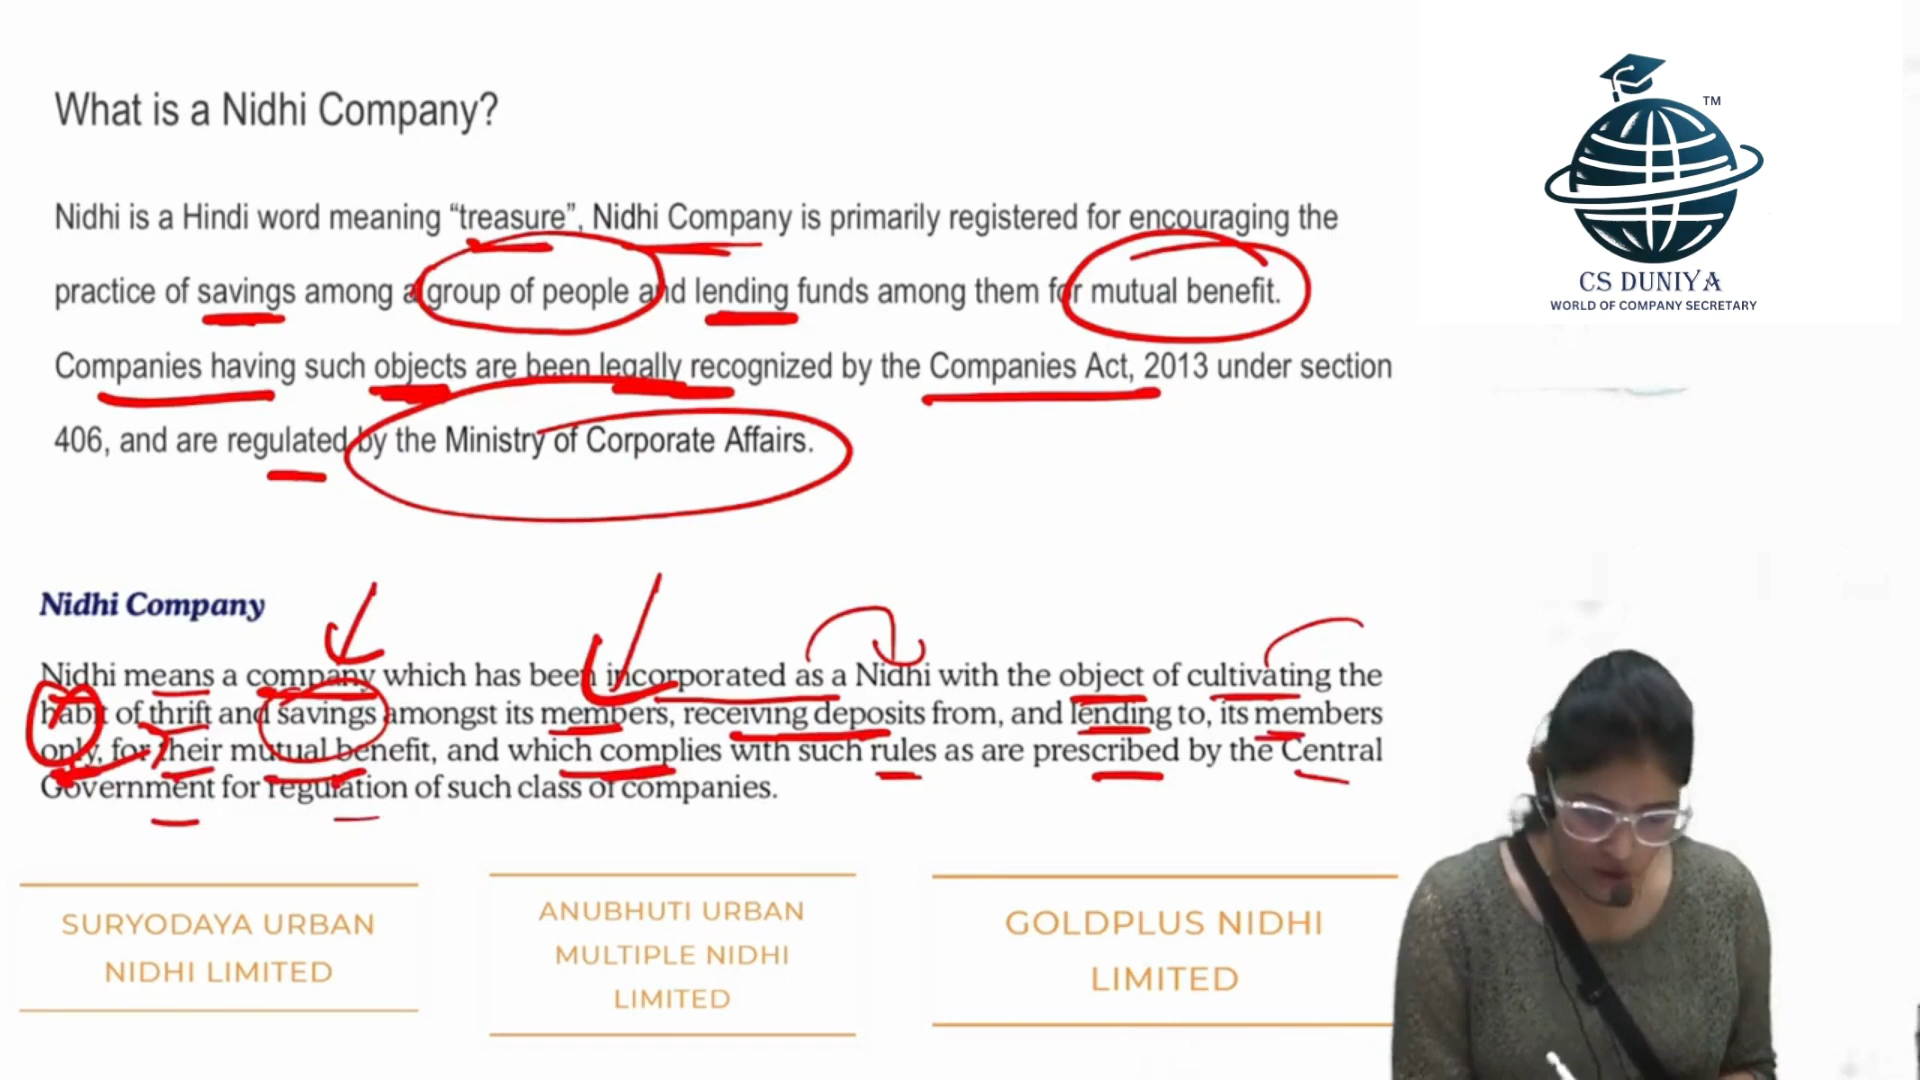 What is a Nidhi Company?
Nidhi is a Hindi word meaning “treasure”, Nidhi Company is primarily registered for encouraging the
practice of savings among a group of people and lending funds among them for mutual benefit.
Companies having such objects are been legally recognized by the Companies Act, 2013 under section
406, and are regulated by the Ministry of Corporate Affairs.
TM
CS DUNIYA
WORLD OF COMPANY SECRETARY
Nidhi Company
Nidhi means a company which has been incorporated as a Nidhi with the object of cultivating the
habit of thrift and savings amongst its members, receiving deposits from, and lending to, its members
only, for their mutual benefit, and which complies with such rules as are prescribed by the Central
Government for regulation of such class of companies.
SURYODAYA URBAN
NIDHI LIMITED
ANUBHUTI URBAN
MULTIPLE NIDHI
LIMITED
GOLDPLUS NIDHI
LIMITED